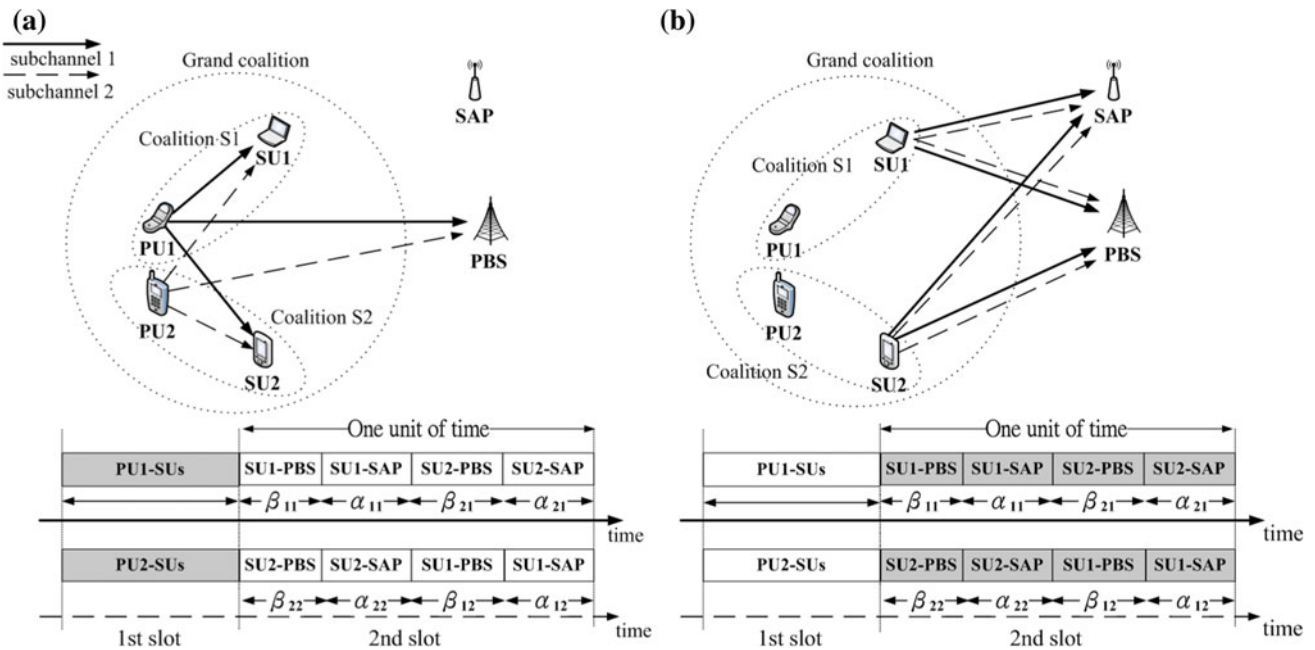 (a)
subchannel 1
subchannel 2
Grand coalition
SAP
Coalition S1
SU1
PU1
PBS
PU2
Coalition S2
SU2
One unit of time
PU1-SUs SU1-PBS SU1-SAP SU2-PBS SU2-SAP
β11 α11 β21 α21
time
PU2-SUs SU2-PBS SU2-SAP SU1-PBS SU1-SAP
β22 α22 β12 α12
time
1st slot 2nd slot
(b)
Grand coalition
SAP
Coalition S1
SU1
PU1
PBS
PU2
Coalition S2
SU2
One unit of time
PU1-SUs SU1-PBS SU1-SAP SU2-PBS SU2-SAP
β11 α11 β21 α21
time
PU2-SUs SU2-PBS SU2-SAP SU1-PBS SU1-SAP
β22 α22 β12 α12
time
1st slot 2nd slot